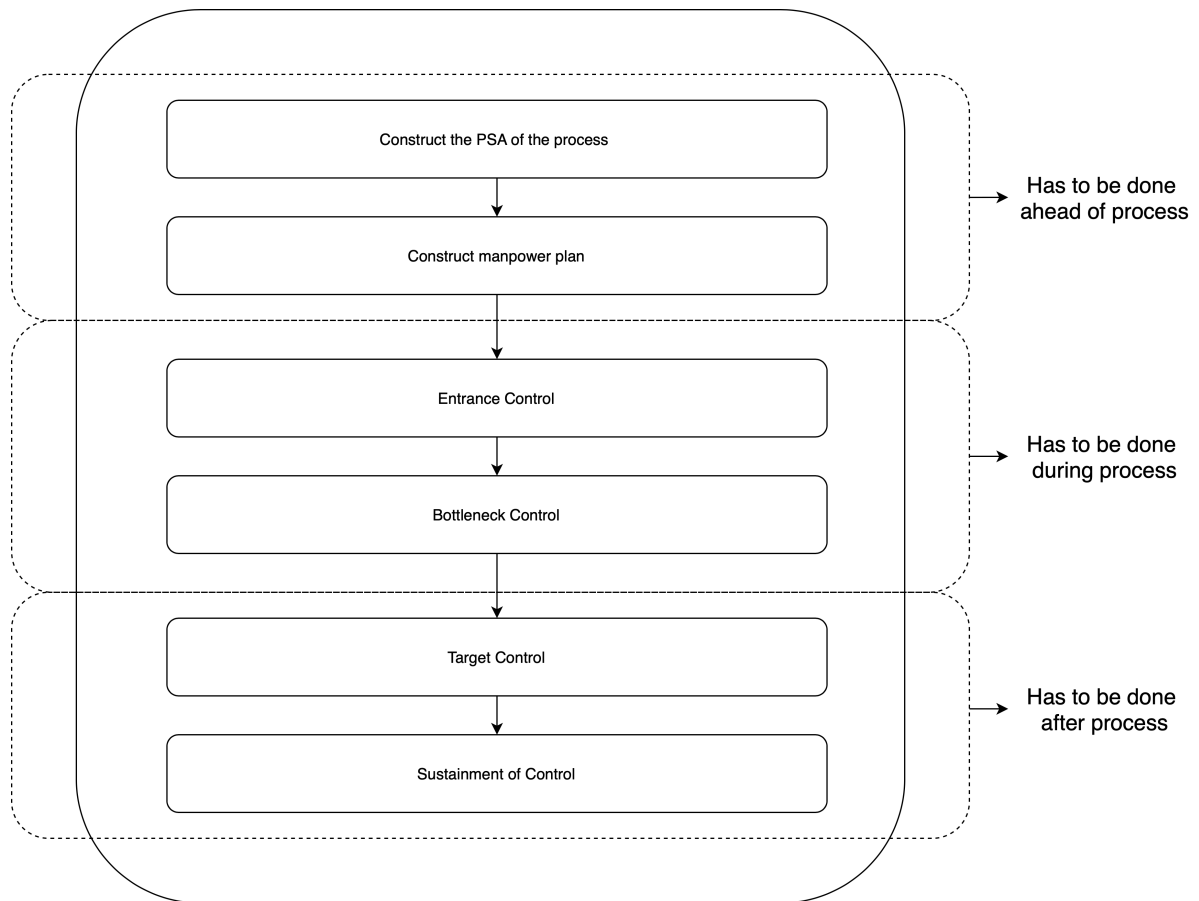 Construct the PSA of the process
Construct manpower plan
Has to be done
ahead of process
Entrance Control
Bottleneck Control
Has to be done
during process
Target Control
Sustainment of Control
Has to be done
after process